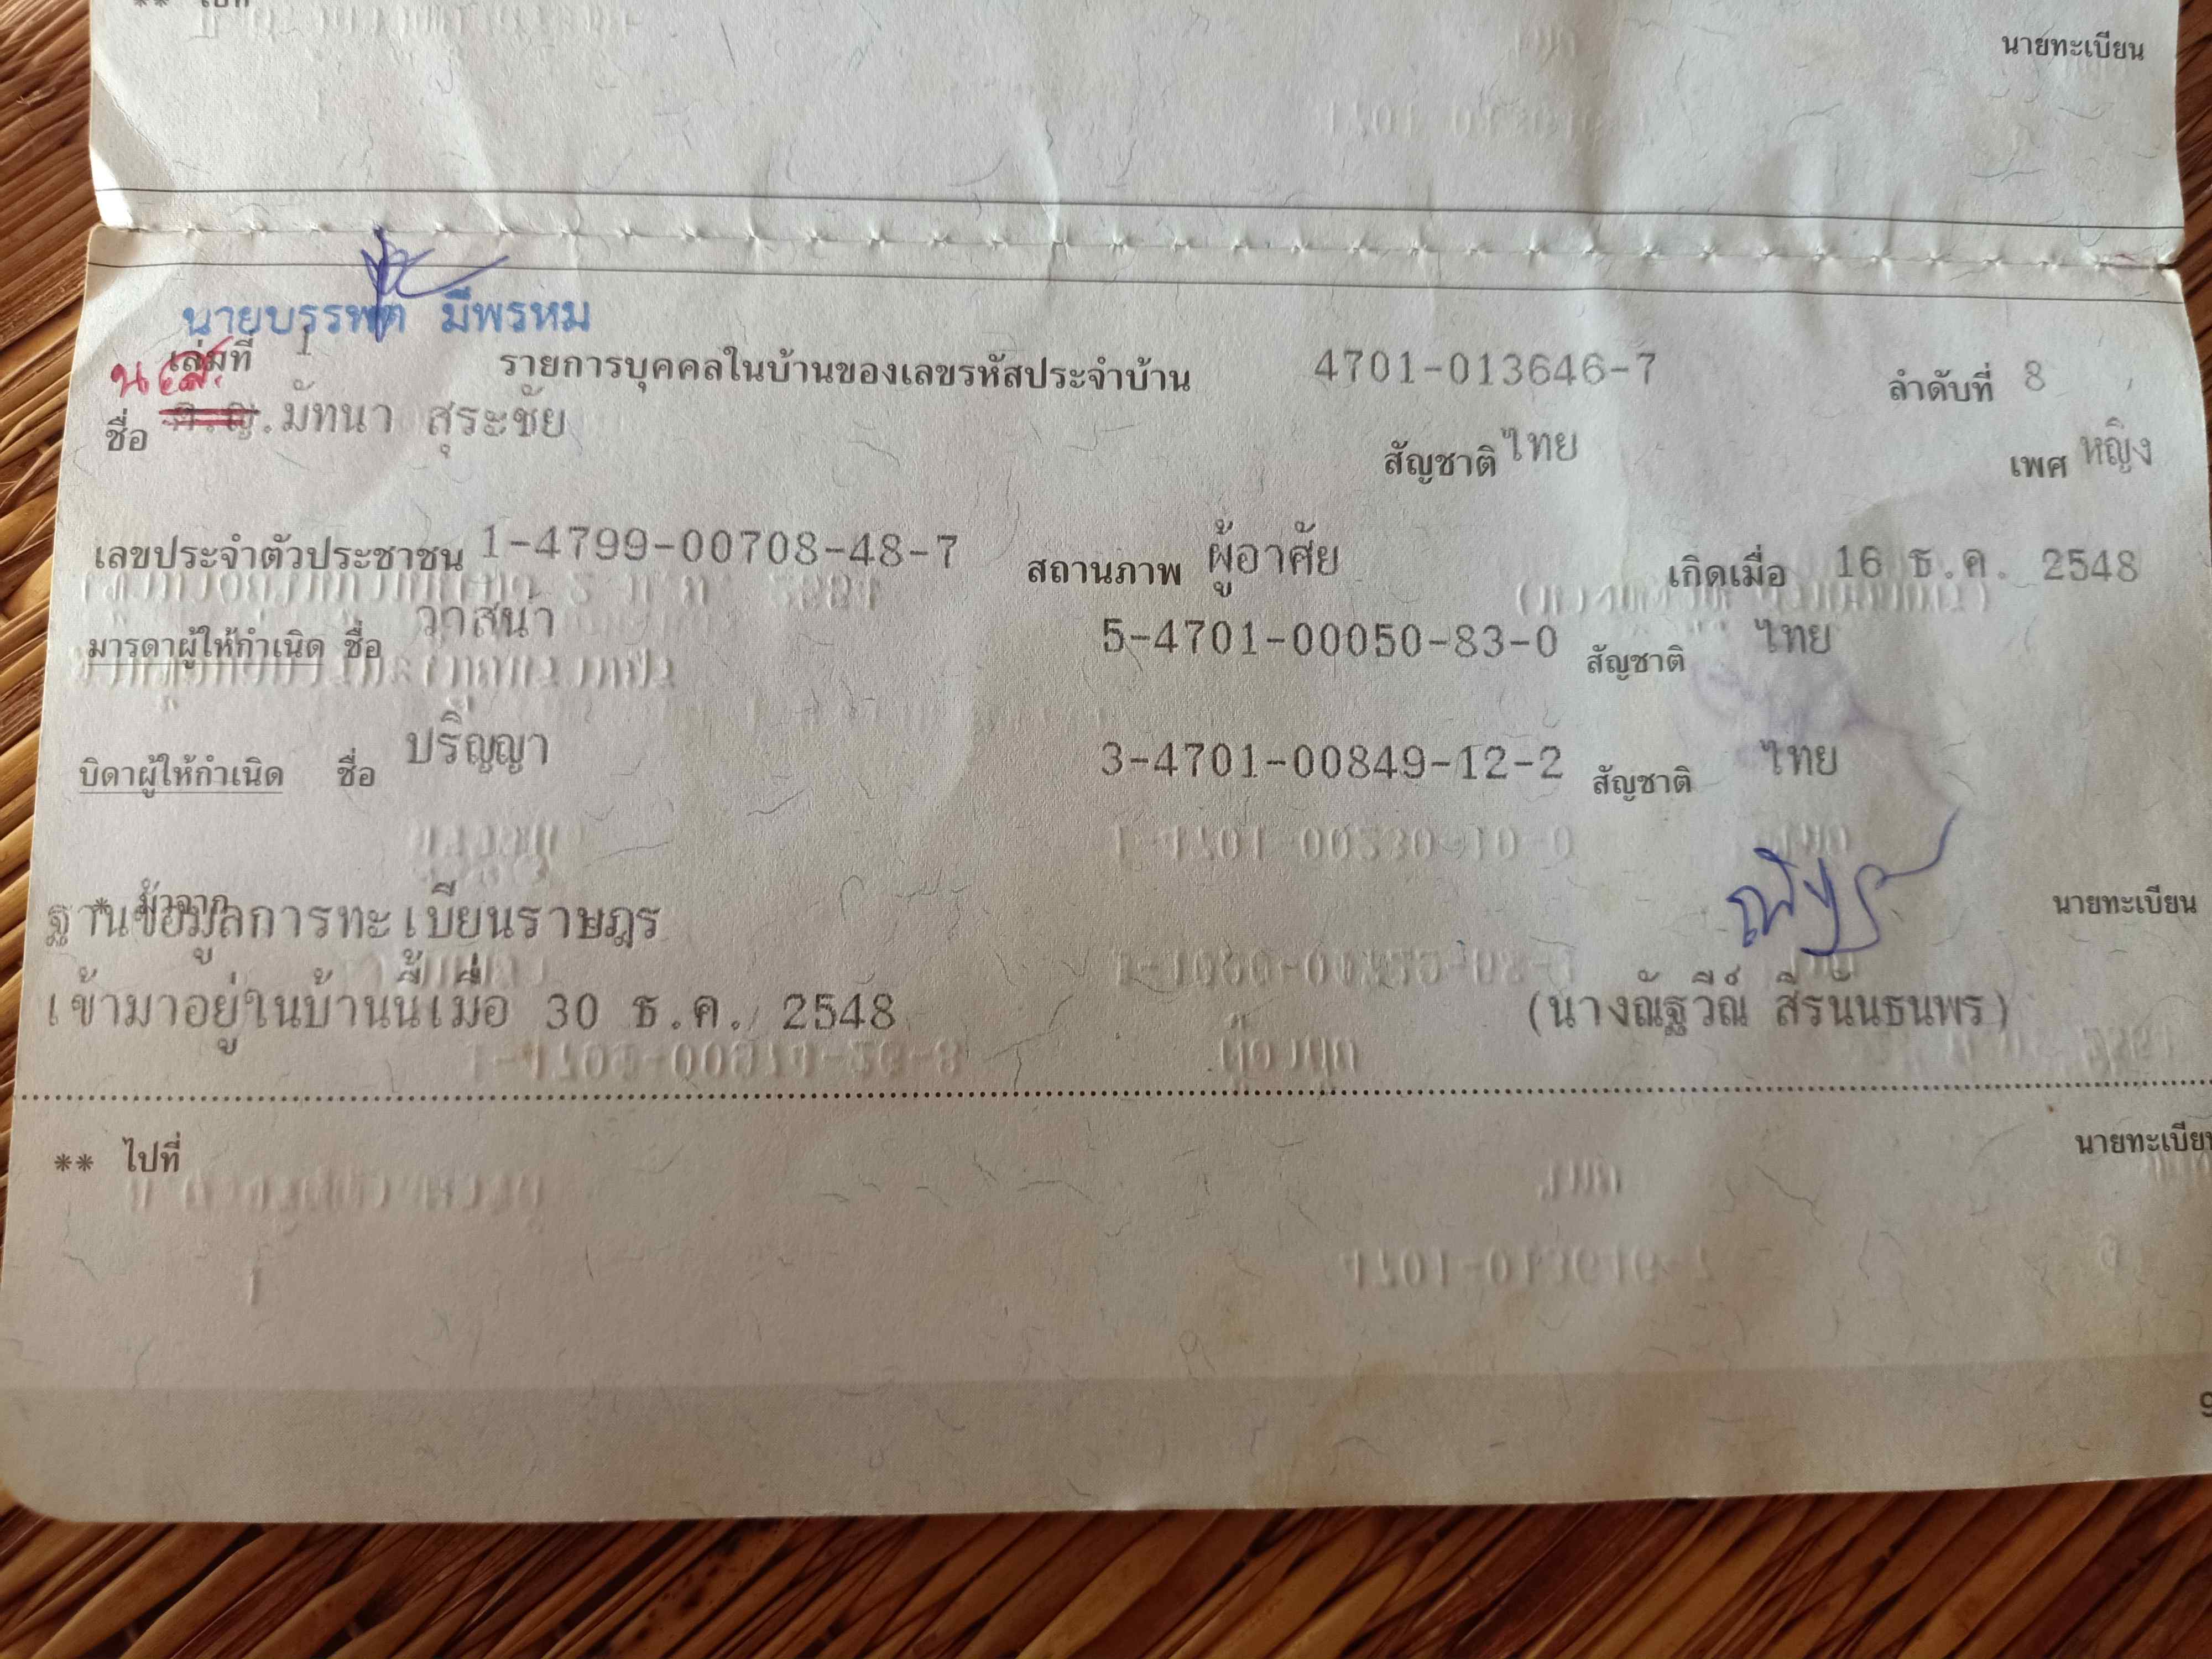 ** ไปที่
นายทะเบียน
นายบรรพต มีพรหม
เล่มที่ 1 รายการบุคคลในบ้านของเลขรหัสประจำบ้าน 4701-013646-7 ลำดับที่ 8
น.ส.
ชื่อ ด.ญ.มัทนา สุระชัย สัญชาติ ไทย เพศ หญิง
เลขประจำตัวประชาชน 1-4799-00708-48-7 สถานภาพ ผู้อาศัย เกิดเมื่อ 16 ธ.ค. 2548
มารดาผู้ให้กำเนิด ชื่อ วาสนา 5-4701-00050-83-0 สัญชาติ ไทย
บิดาผู้ให้กำเนิด ชื่อ ปริญญา 3-4701-00849-12-2 สัญชาติ ไทย
* มาจาก
ฐานข้อมูลการทะเบียนราษฎร นายทะเบียน
เข้ามาอยู่ในบ้านนี้เมื่อ 30 ธ.ค. 2548 (นางณัฐวีณ์ สิรนันธนพร)
** ไปที่ นายทะเบียน
9